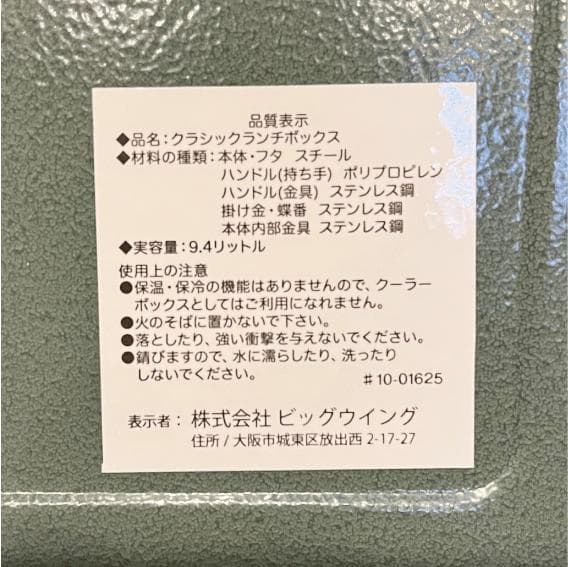 品質表示
◆品名：クラシックランチボックス
◆材料の種類：本体・フタ スチール
ハンドル(持ち手) ポリプロピレン
ハンドル(金具) ステンレス鋼
掛け金・蝶番 ステンレス鋼
本体内部金具 ステンレス鋼
◆実容量：9.4リットル
使用上の注意
●保温・保冷の機能はありませんので、クーラー
ボックスとしてはご利用になれません。
●火のそばに置かないで下さい。
●落としたり、強い衝撃を与えないでください。
●錆びますので、水に濡らしたり、洗ったり
しないでください。
♯10-01625
表示者： 株式会社 ビッグウイング
住所 / 大阪市城東区放出西 2-17-27